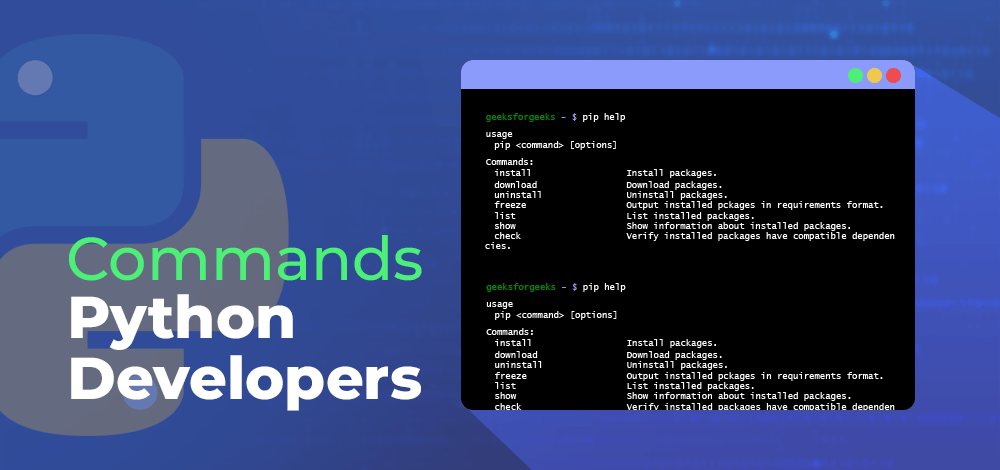 Commands
Python
Developers
geeksforgeeks – $ pip help
usage
pip <command> [options]
Commands:
install Install packages.
download Download packages.
uninstall Uninstall packages.
freeze Output installed pckages in requirements format.
list List installed packages.
show Show information about installed packages.
check Verify installed packages have compatible dependen
cies.
geeksforgeeks – $ pip help
usage
pip <command> [options]
Commands:
install Install packages.
download Download packages.
uninstall Uninstall packages.
freeze Output installed pckages in requirements format.
list List installed packages.
show Show information about installed packages.
check Verify installed packages have compatible dependen